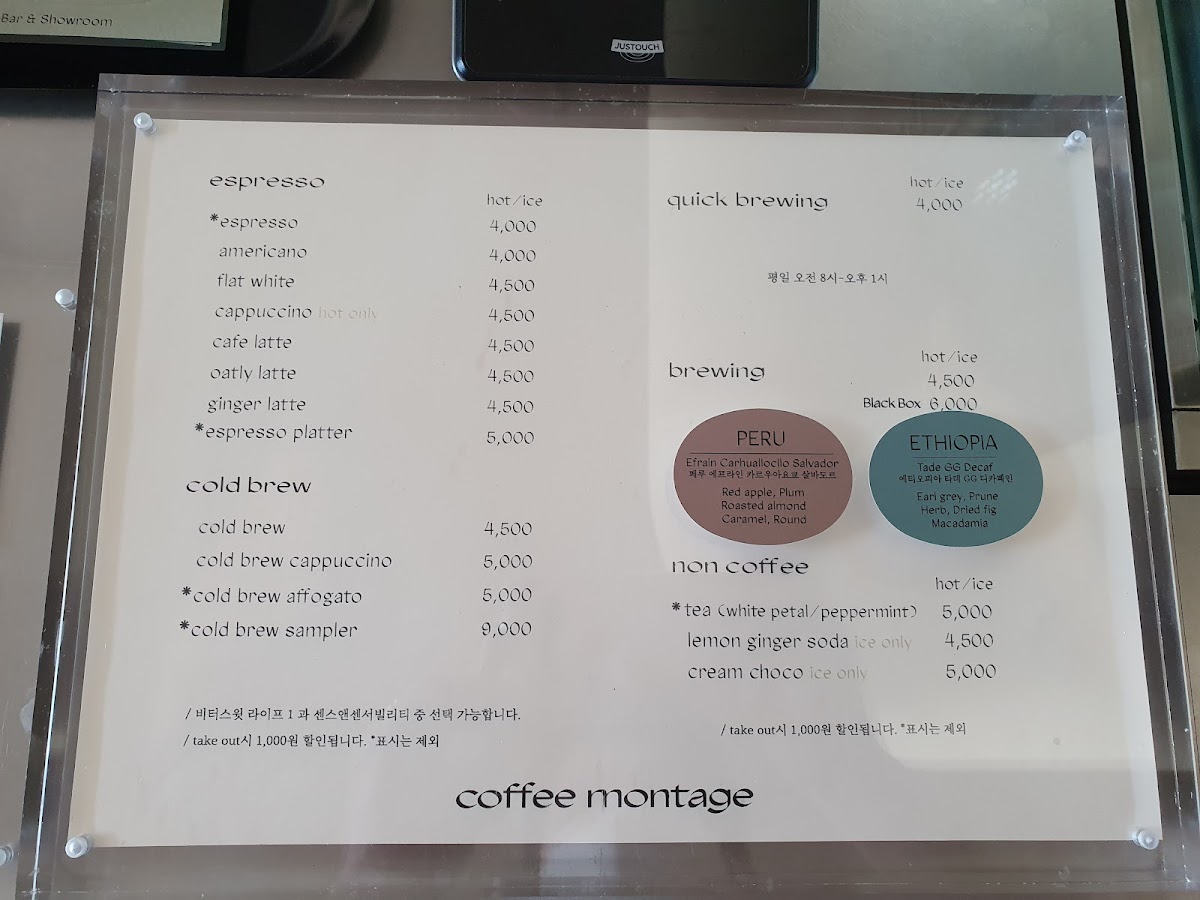 Bar & Showroom
JUSTOUCH
espresso
hot/ice
*espresso 4,000
americano 4,000
flat white 4,500
cappuccino hot only 4,500
cafe latte 4,500
oatly latte 4,500
ginger latte 4,500
*espresso platter 5,000
cold brew
cold brew 4,500
cold brew cappuccino 5,000
*cold brew affogato 5,000
*cold brew sampler 9,000
/ 비터스윗 라이프 1 과 센스앤센서빌리티 중 선택 가능합니다.
/ take out시 1,000원 할인됩니다. *표시는 제외
hot/ice
quick brewing 4,000
평일 오전 8시-오후 1시
hot/ice
brewing 4,500
Black Box 6,000
PERU
Efrain Carhuallocllo Salvador
페루 에프라인 카르우아요쿄 살바도르
Red apple, Plum
Roasted almond
Caramel, Round
ETHIOPIA
Tade GG Decaf
에티오피아 타데 GG 디카페인
Earl grey, Prune
Herb, Dried fig
Macadamia
non coffee
hot/ice
*tea (white petal/peppermint) 5,000
lemon ginger soda ice only 4,500
cream choco ice only 5,000
/ take out시 1,000원 할인됩니다. *표시는 제외
coffee montage